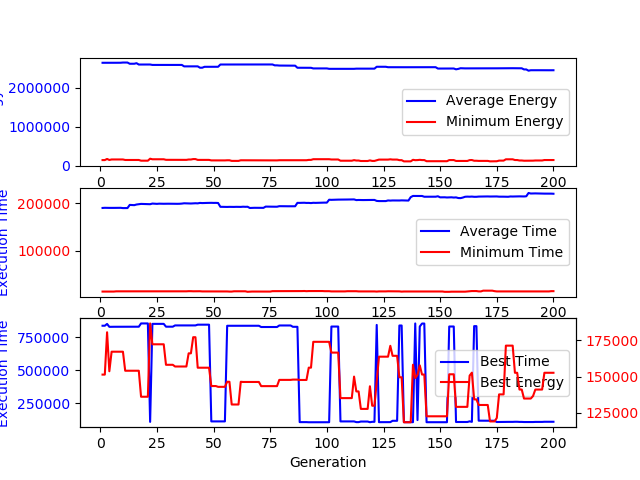 2000000
1000000
0
Average Energy
Minimum Energy
0 25 50 75 100 125 150 175 200
Execution Time
200000
100000
Average Time
Minimum Time
0 25 50 75 100 125 150 175 200
Execution Time
750000
500000
250000
Best Time
Best Energy
175000
150000
125000
0 25 50 75 100 125 150 175 200
Generation